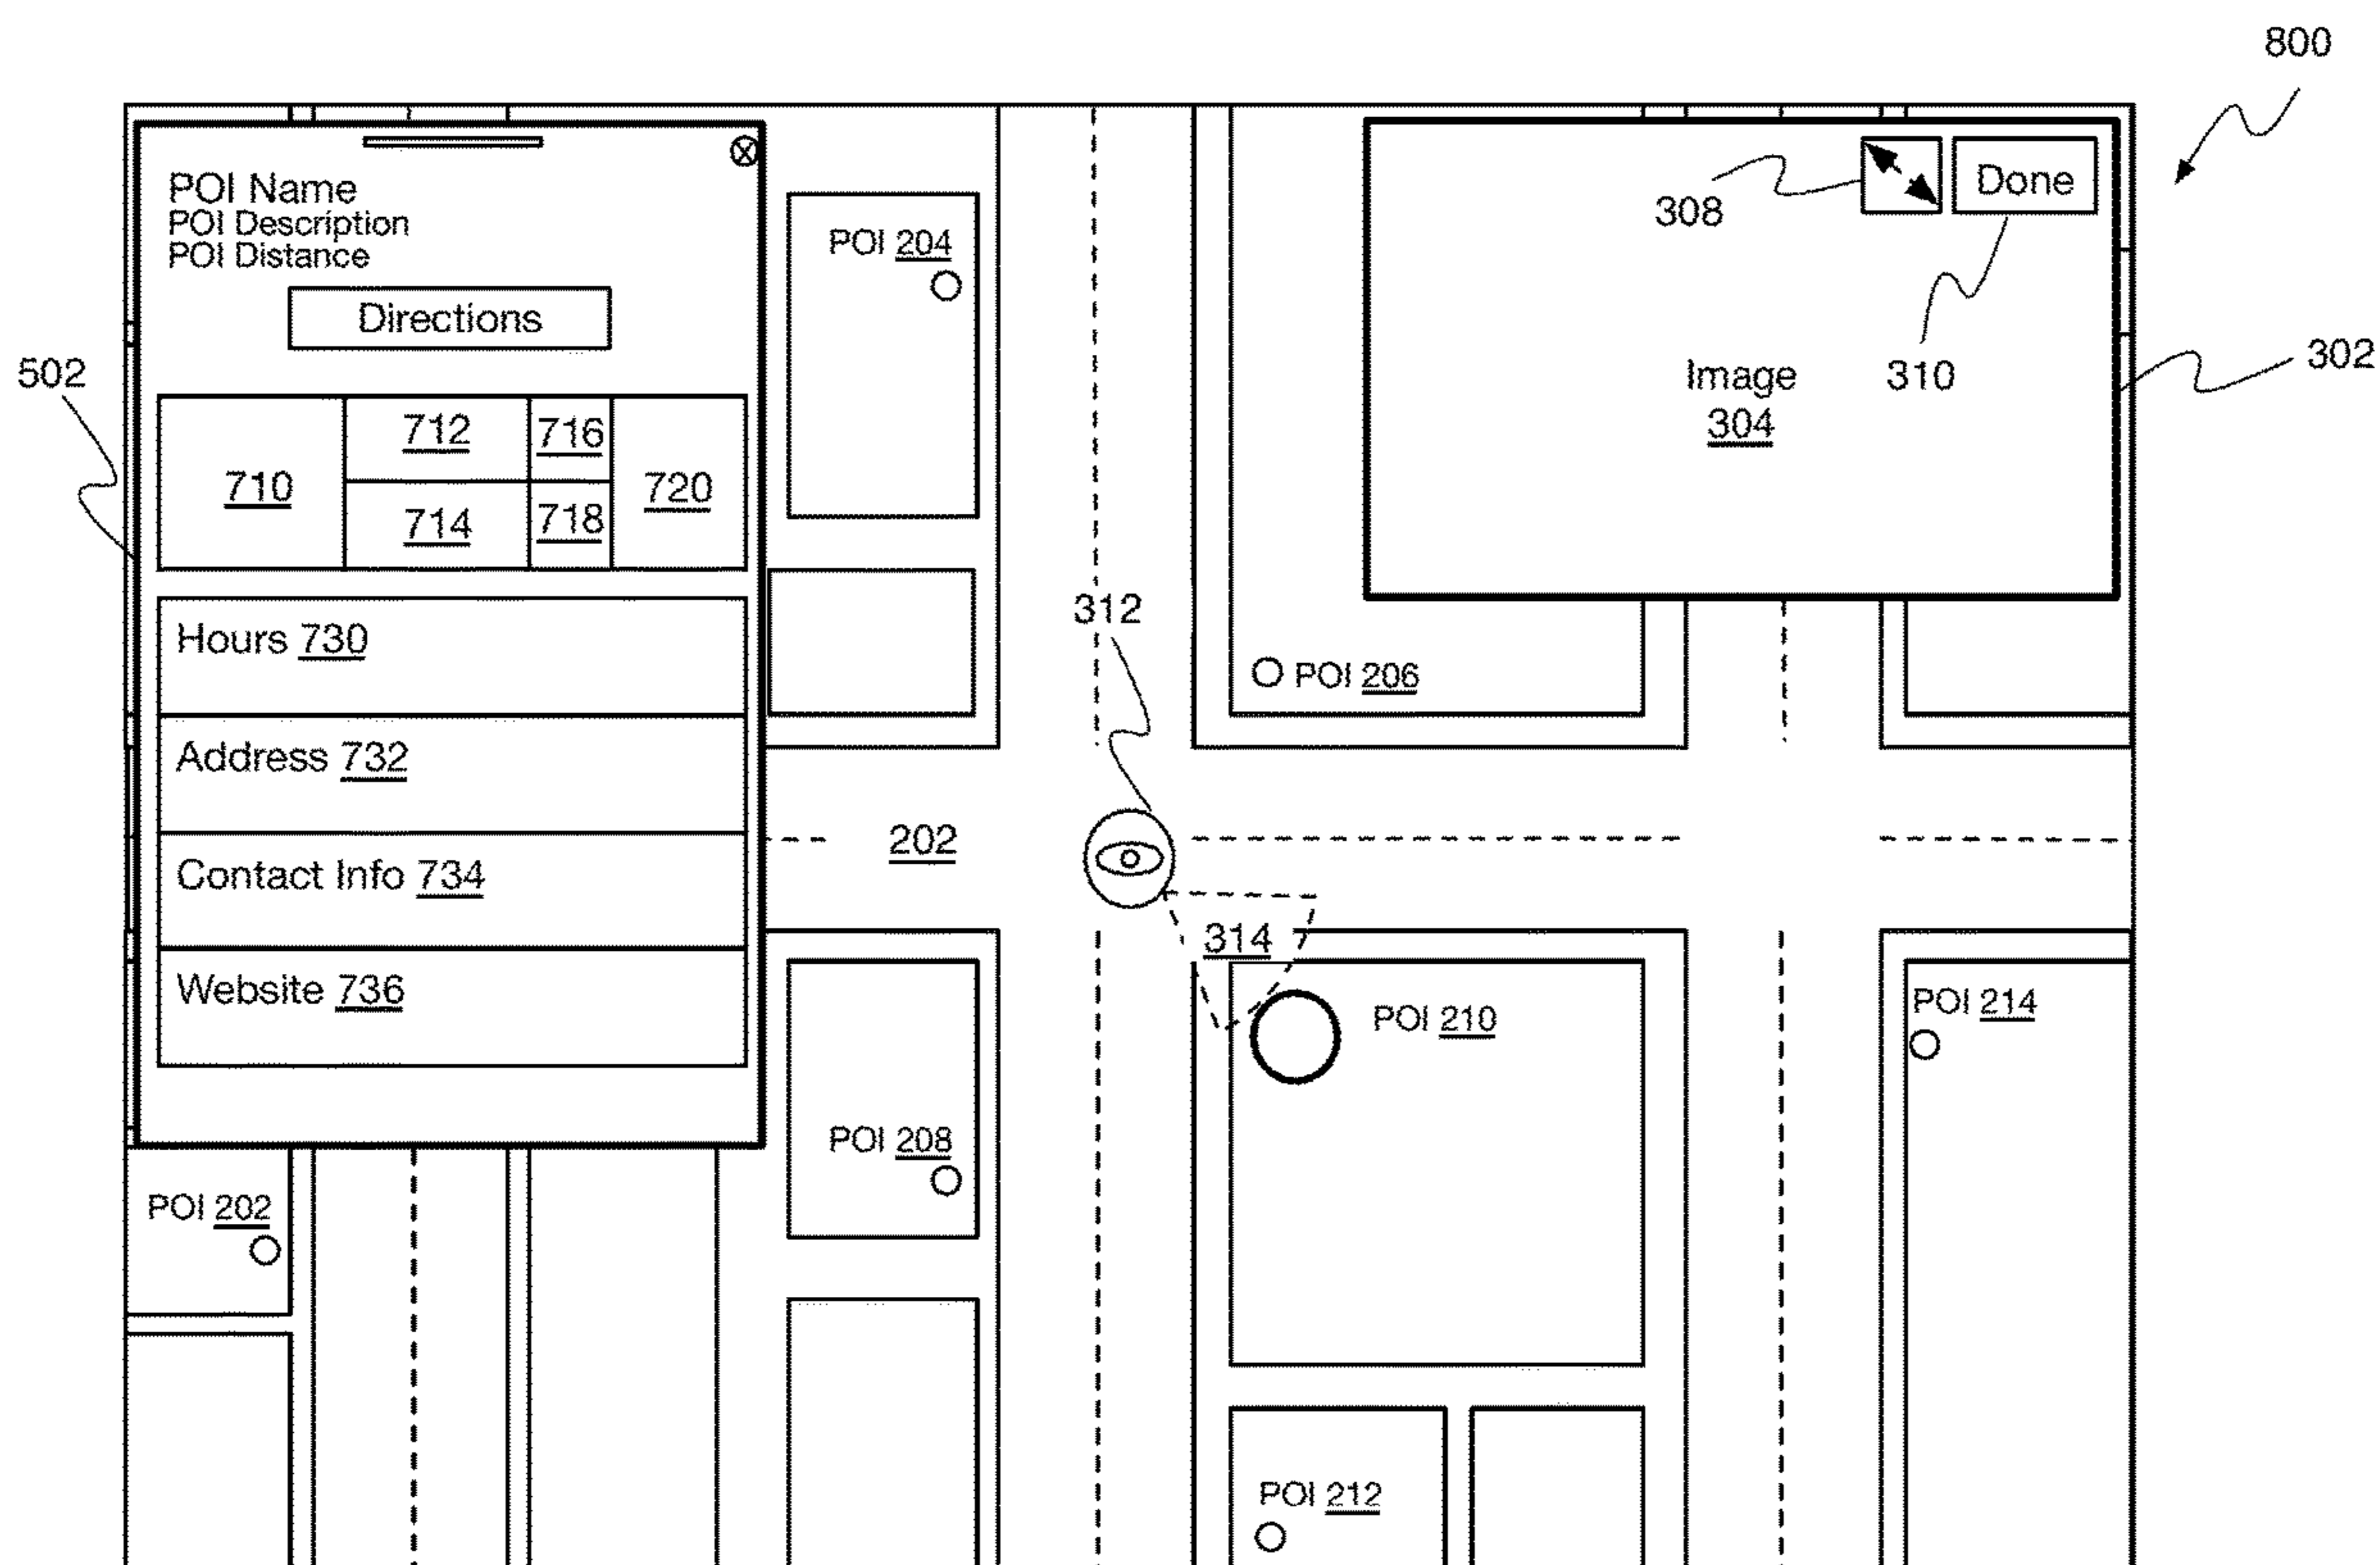 800
POI Name
POI Description
POI Distance
Directions
502
710
712
714
716
718
720
Hours 730
Address 732
Contact Info 734
Website 736
POI 204
308
Done
310
302
Image
304
312
POI 206
202
314
POI 210
POI 214
POI 208
POI 202
POI 212